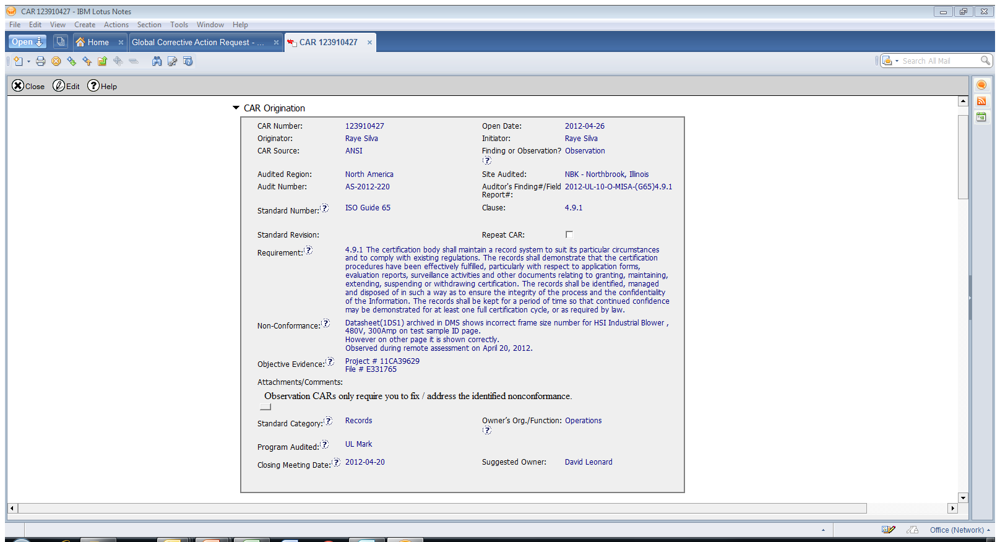 CAR 123910427 - IBM Lotus Notes
File Edit View Create Actions Section Tools Window Help
Open Home Global Corrective Action Request - ... CAR 123910427
Search All Mail
Close Edit Help
CAR Origination
CAR Number: 123910427 Open Date: 2012-04-26
Originator: Raye Silva Initiator: Raye Silva
CAR Source: ANSI Finding or Observation? Observation
?
Audited Region: North America Site Audited: NBK - Northbrook, Illinois
Audit Number: AS-2012-220 Auditor's Finding#/Field 2012-UL-10-O-MISA-(G65)4.9.1
Report#:
Standard Number: ? ISO Guide 65 Clause: 4.9.1
Standard Revision: Repeat CAR:
Requirement: ? 4.9.1 The certification body shall maintain a record system to suit its particular circumstances
and to comply with existing regulations. The records shall demonstrate that the certification
procedures have been effectively fulfilled, particularly with respect to application forms,
evaluation reports, surveillance activities and other documents relating to granting, maintaining,
extending, suspending or withdrawing certification. The records shall be identified, managed
and disposed of in such a way as to ensure the integrity of the process and the confidentiality
of the Information. The records shall be kept for a period of time so that continued confidence
may be demonstrated for at least one full certification cycle, or as required by law.
Non-Conformance: ? Datasheet(1DS1) archived in DMS shows incorrect frame size number for HSI Industrial Blower ,
480V, 300Amp on test sample ID page.
However on other page it is shown correctly.
Observed during remote assessment on April 20, 2012.
Objective Evidence: ? Project # 11CA39629
File # E331765
Attachments/Comments:
Observation CARs only require you to fix / address the identified nonconformance.
Standard Category: ? Records Owner's Org./Function: Operations
?
Program Audited: ? UL Mark
Closing Meeting Date: ? 2012-04-20 Suggested Owner: David Leonard
Office (Network)